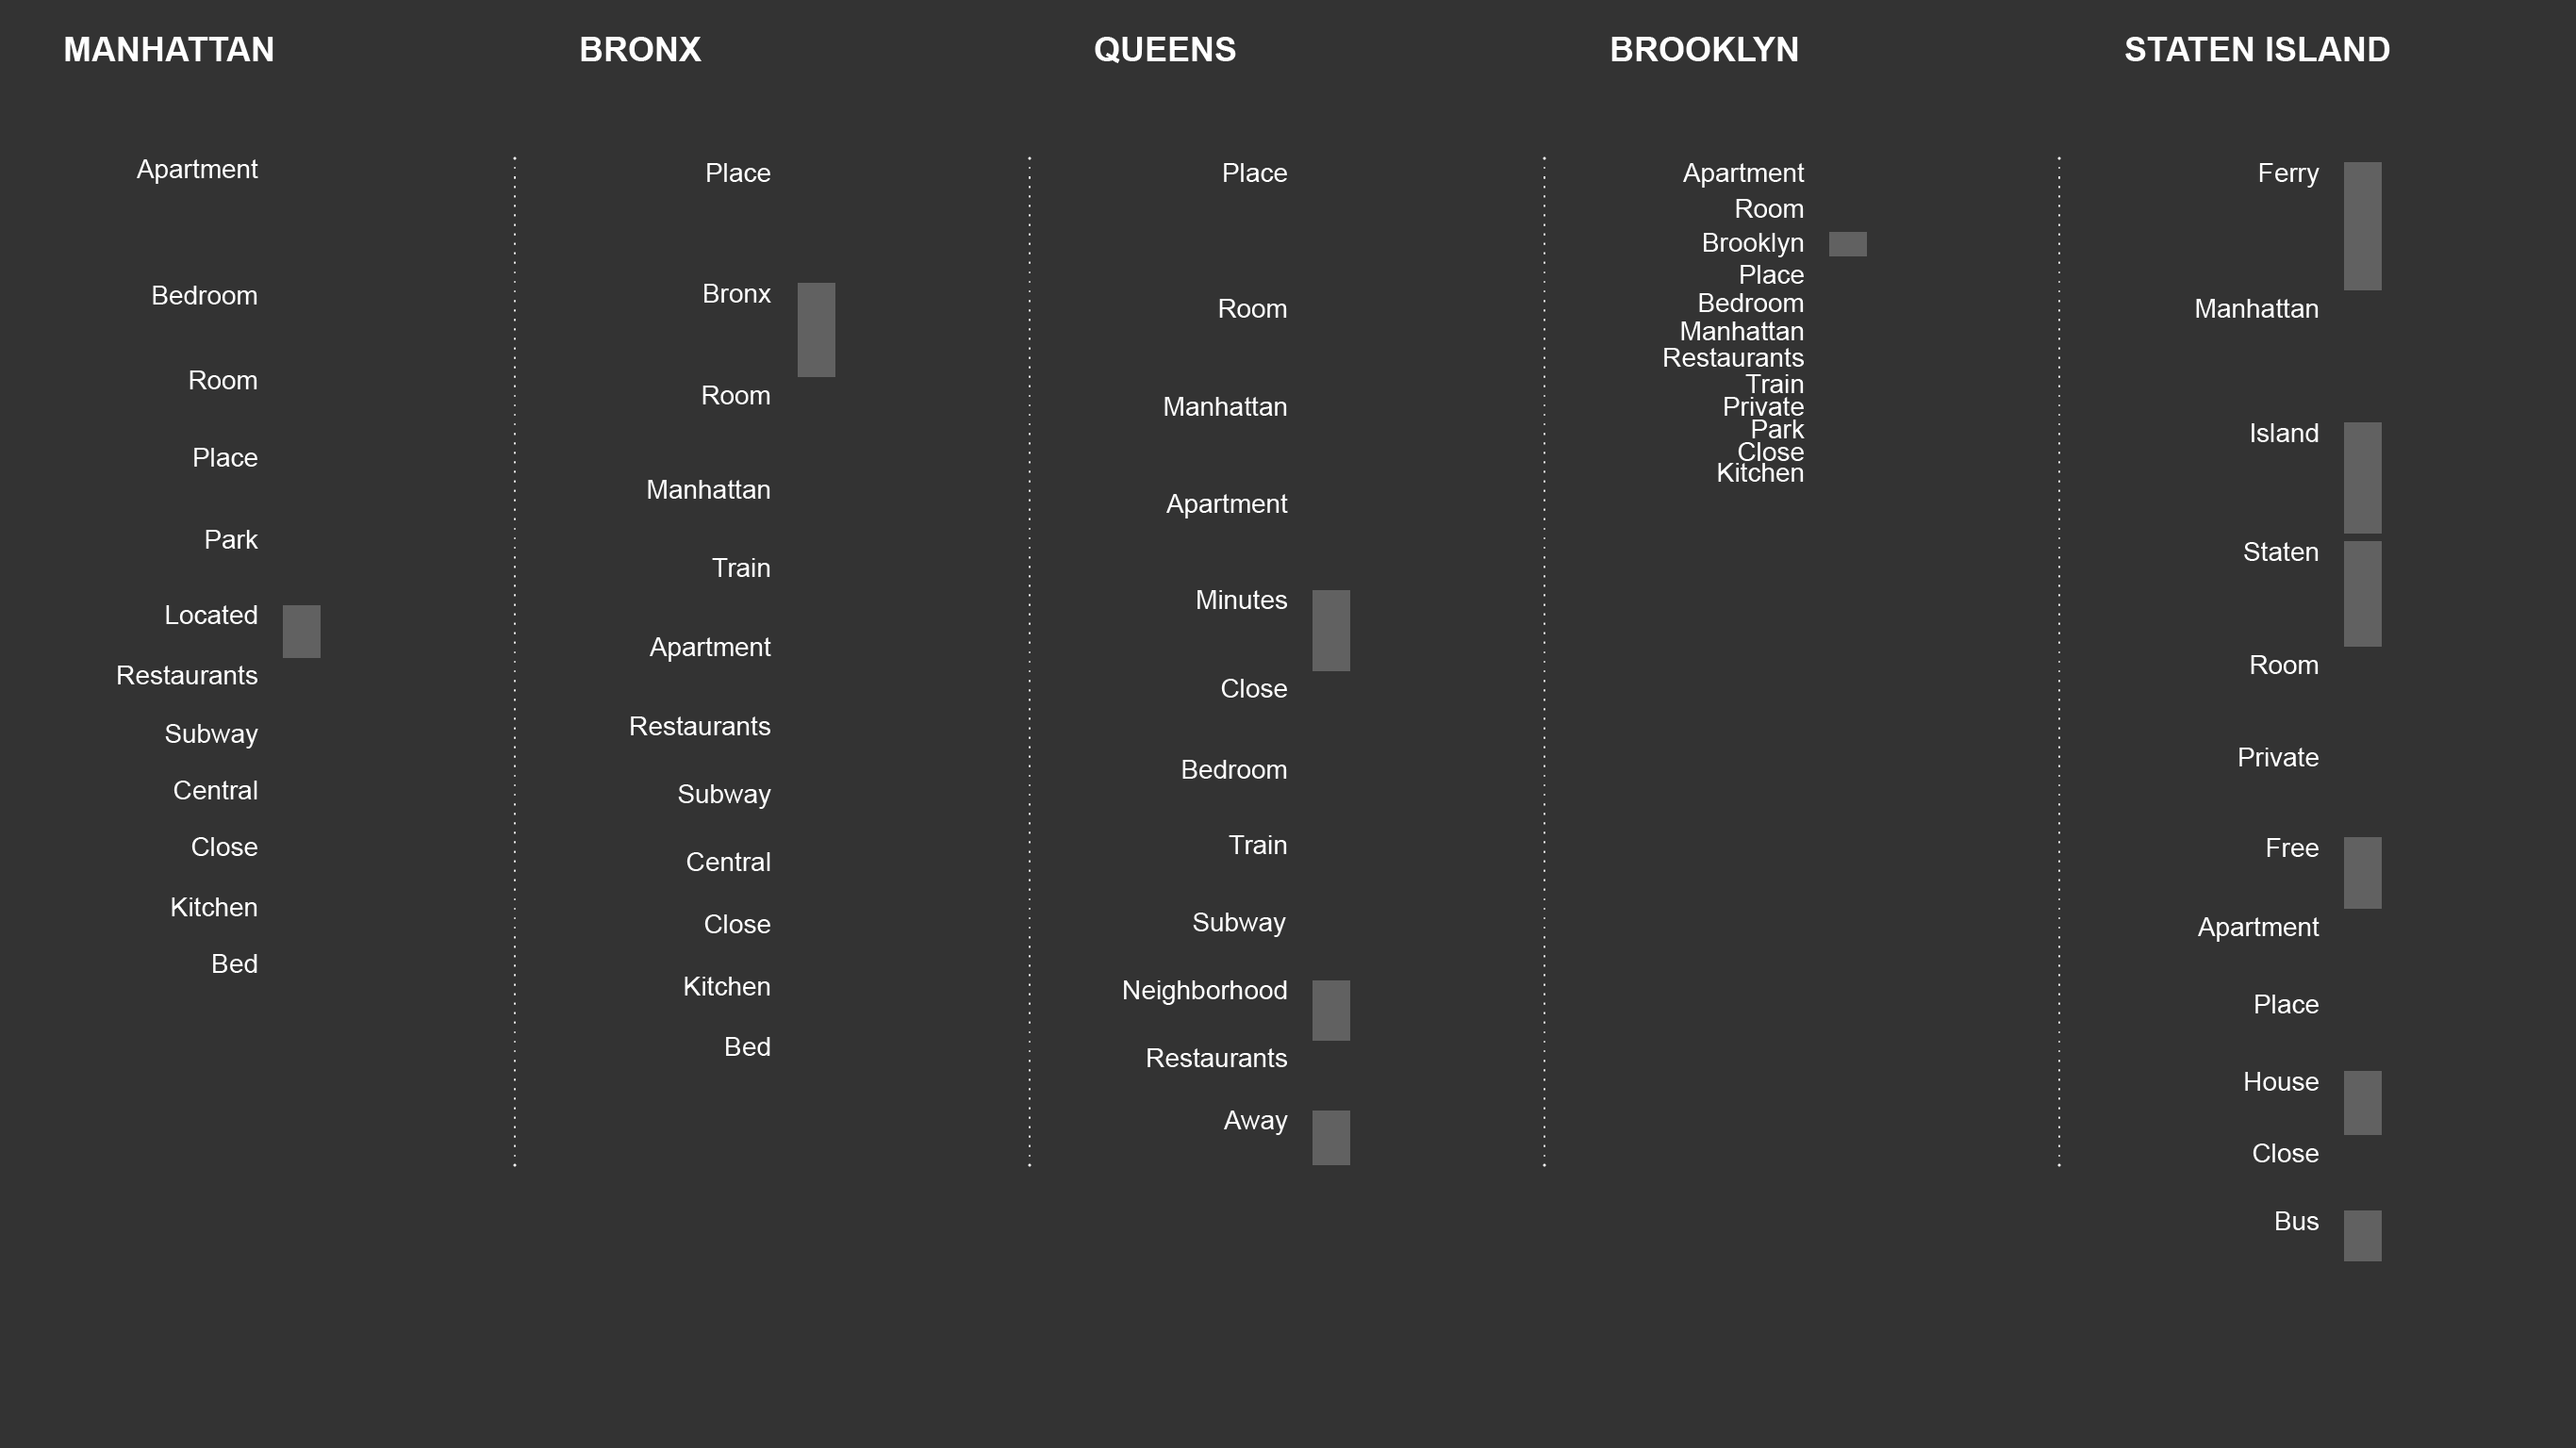 MANHATTAN
Apartment
Bedroom
Room
Place
Park
Located
Restaurants
Subway
Central
Close
Kitchen
Bed
BRONX
Place
Bronx
Room
Manhattan
Train
Apartment
Restaurants
Subway
Central
Close
Kitchen
Bed
QUEENS
Place
Room
Manhattan
Apartment
Minutes
Close
Bedroom
Train
Subway
Neighborhood
Restaurants
Away
BROOKLYN
Apartment
Room
Brooklyn
Place
Bedroom
Manhattan
Restaurants
Train
Private
Park
Close
Kitchen
STATEN ISLAND
Ferry
Manhattan
Island
Staten
Room
Private
Free
Apartment
Place
House
Close
Bus